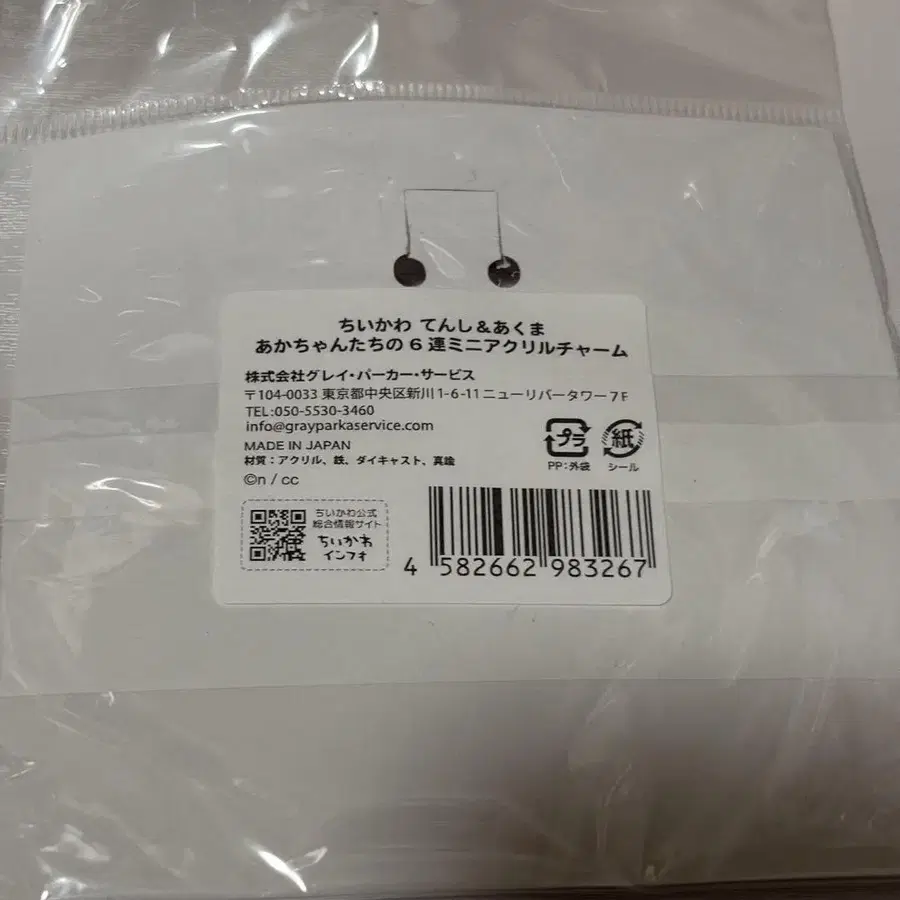 ちいかわ てんし&あくま
あかちゃんたちの6連ミニアクリルチャーム
株式会社グレイ・パーカー・サービス
〒104-0033 東京都中央区新川1-6-11ニューリバータワー7F
TEL:050-5530-3460
info@grayparkaservice.com
MADE IN JAPAN
材質:アクリル、鉄、ダイキャスト、真鍮
©n / cc
プラ
PP:外袋
紙
シール
ちいかわ公式
総合情報サイト
ちいかわ
インフォ
4 582662 983267